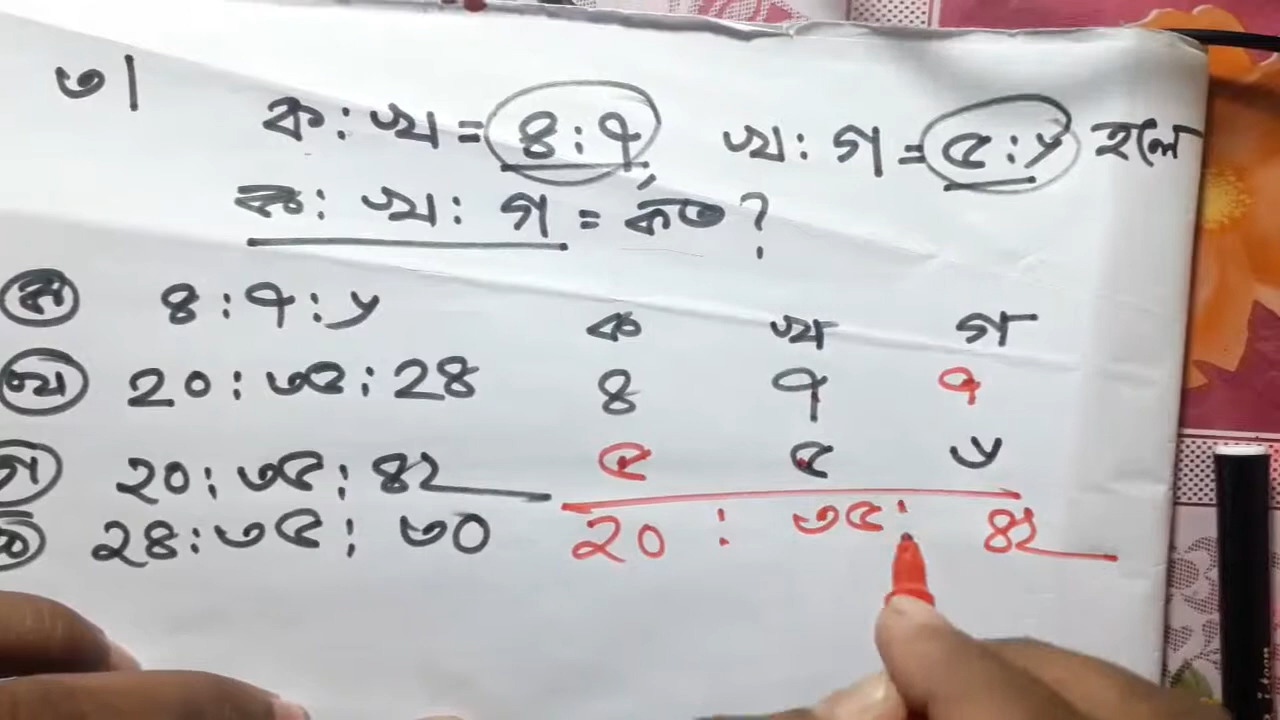 ৩|
ক : খ = ৪ : ৭ খ : গ = ৫ : ৬ হলে
ক : খ : গ = কত ?
ক ৪ : ৭ : ৬
খ ২০ : ৩৫ : ২৪
গ ২০ : ৩৫ : ৪২
২৪ : ৩৫ : ৩০
ক খ গ
৪ ৭ ৭
৫ ৫ ৬
২০ : ৩৫ : ৪২